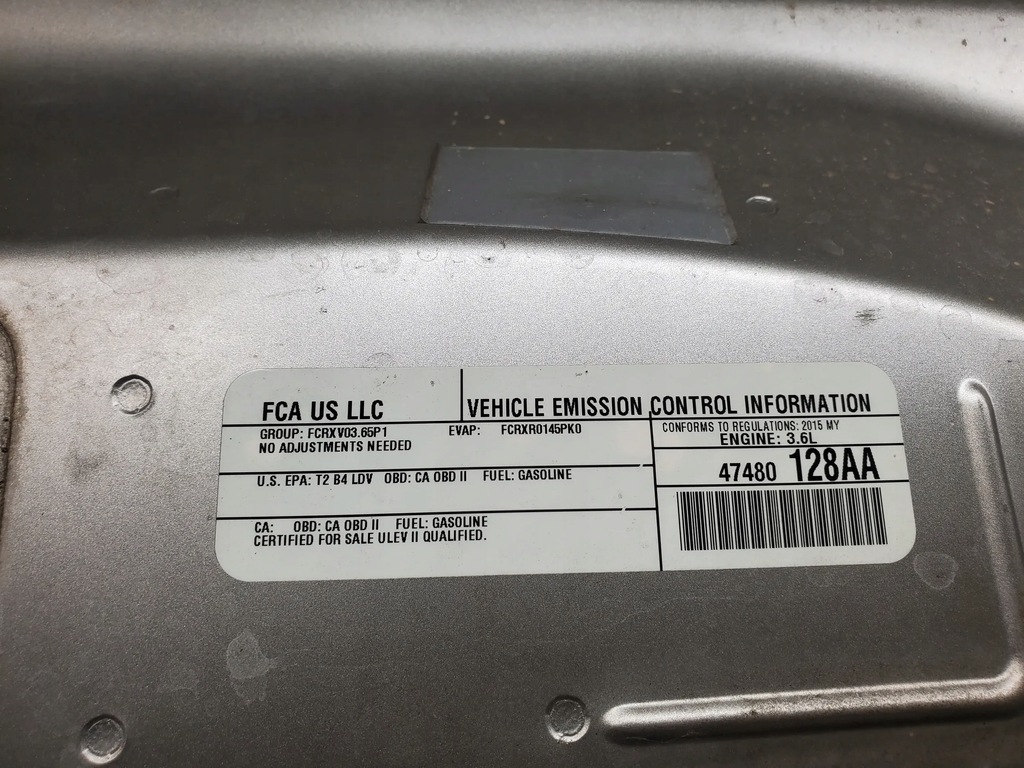 FCA US LLC
VEHICLE EMISSION CONTROL INFORMATION
GROUP: FCRXV03.65P1 EVAP: FCRXR0145PK0
NO ADJUSTMENTS NEEDED
CONFORMS TO REGULATIONS: 2015 MY
ENGINE: 3.6L
U.S. EPA: T2 B4 LDV OBD: CA OBD II FUEL: GASOLINE
47480 128AA
CA: OBD: CA OBD II FUEL: GASOLINE
CERTIFIED FOR SALE ULEV II QUALIFIED.